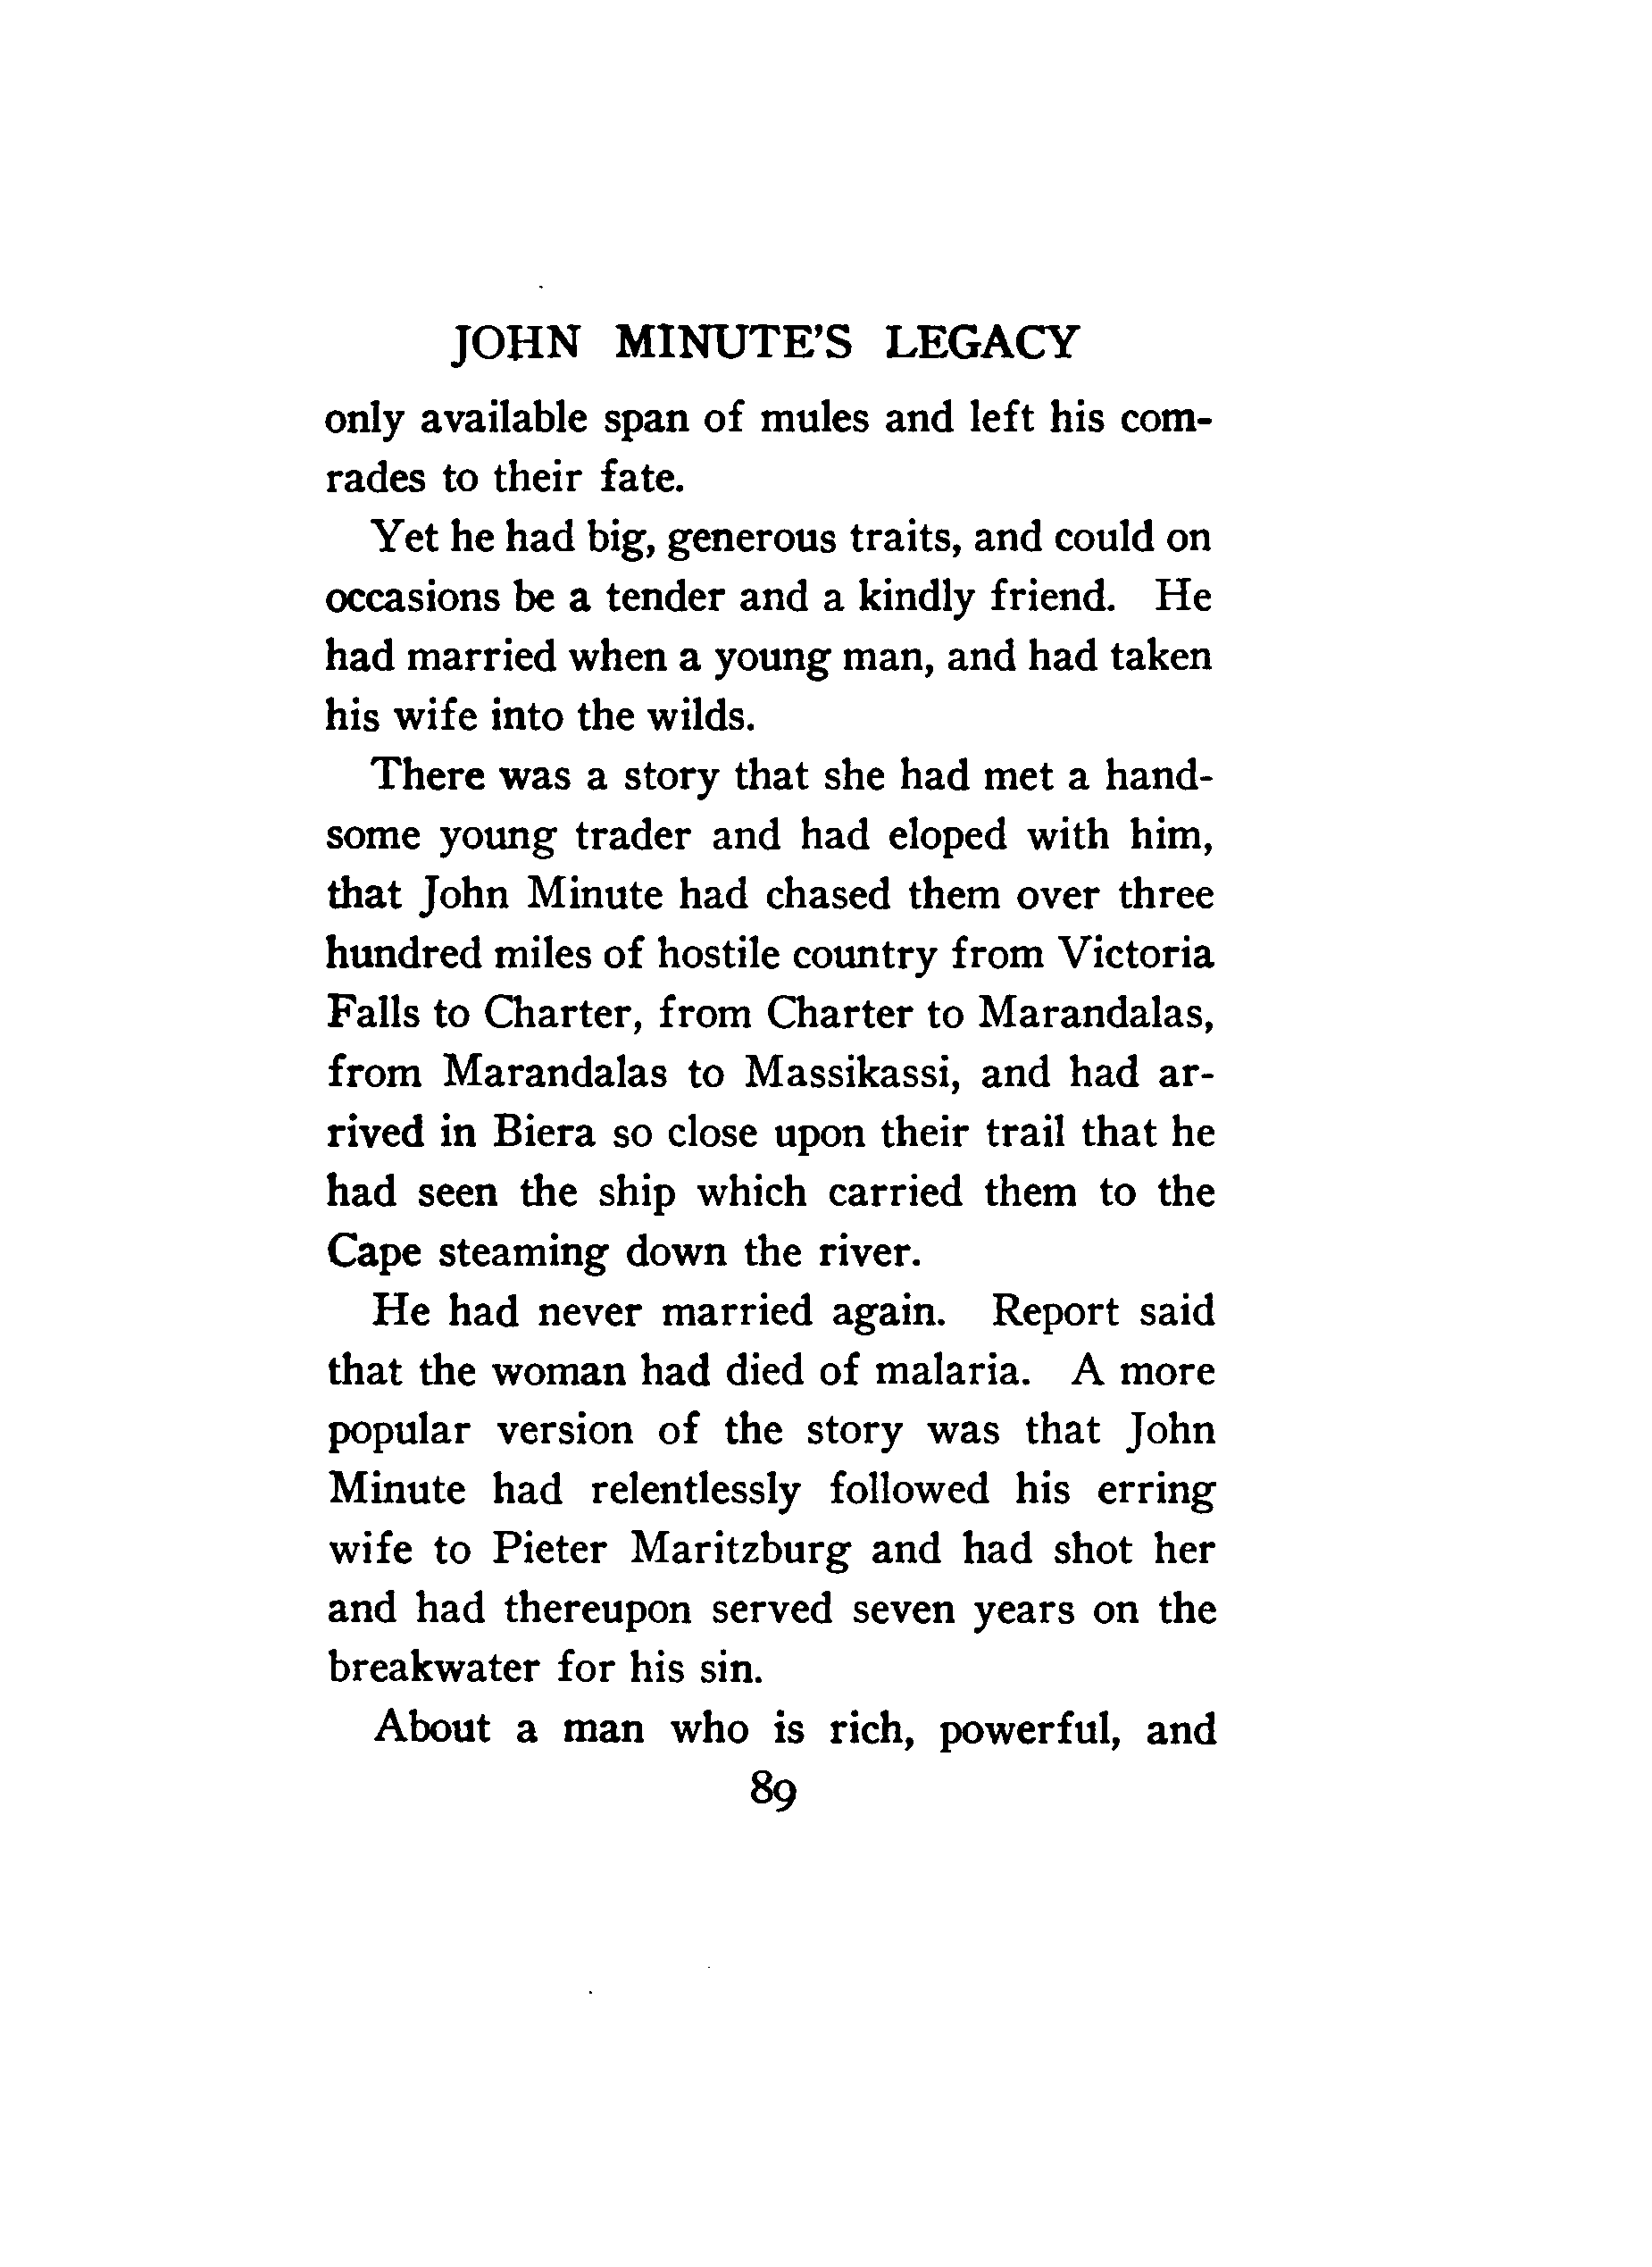 JOHN MINUTE'S LEGACY
only available span of mules and left his com-
rades to their fate.
Yet he had big, generous traits, and could on
occasions be a tender and a kindly friend. He
had married when a young man, and had taken
his wife into the wilds.
There was a story that she had met a hand-
some young trader and had eloped with him,
that John Minute had chased them over three
hundred miles of hostile country from Victoria
Falls to Charter, from Charter to Marandalas,
from Marandalas to Massikassi, and had ar-
rived in Biera so close upon their trail that he
had seen the ship which carried them to the
Cape steaming down the river.
He had never married again. Report said
that the woman had died of malaria. A more
popular version of the story was that John
Minute had relentlessly followed his erring
wife to Pieter Maritzburg and had shot her
and had thereupon served seven years on the
breakwater for his sin.
About a man who is rich, powerful, and
89